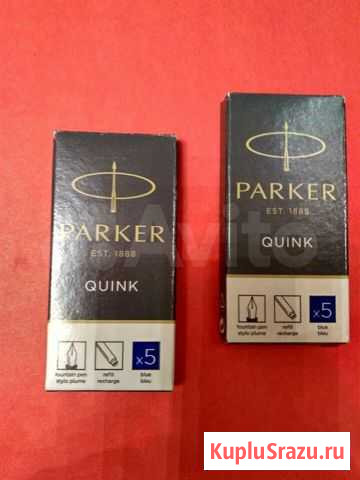 PARKER
EST. 1888
QUINK
fountain pen
stylo plume
refill
recharge
x5
blue
bleu
PARKER
EST. 1888
QUINK
fountain pen
stylo plume
refill
recharge
x5
blue
bleu
Avito
KupluSrazu.ru